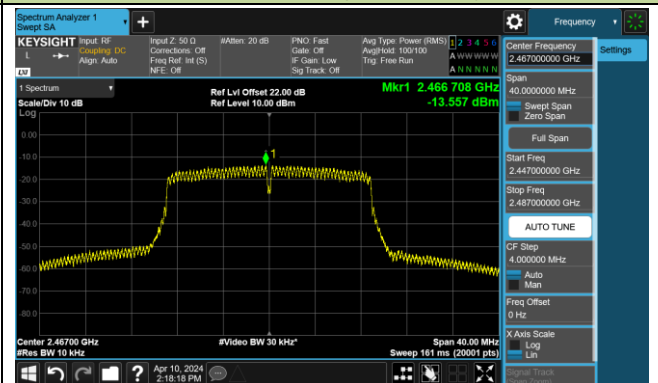 Spectrum Analyzer 1
Swept SA
+
Frequency
KEYSIGHT
Input: RF
Coupling: DC
Align: Auto
Input Z: 50 Ω
Corrections: Off
Freq Ref: Int (S)
NFE: Off
#Atten: 20 dB
PNO: Fast
Gate: Off
IF Gain: Low
Sig Track: Off
Avg Type: Power (RMS)
Avg|Hold: 100/100
Trig: Free Run
1 2 3 4 5 6
A W W W W W
A N N N N N
L
LXI
1 Spectrum
Scale/Div 10 dB
Log
Ref Lvl Offset 22.00 dB
Ref Level 10.00 dBm
Mkr1 2.466 708 GHz
-13.557 dBm
0.00
-10.0
-20.0
-30.0
-40.0
-50.0
-60.0
-70.0
-80.0
1
Center 2.46700 GHz
#Res BW 10 kHz
#Video BW 30 kHz*
Span 40.00 MHz
Sweep 161 ms (20001 pts)
Apr 10, 2024
2:18:18 PM
Center Frequency
2.467000000 GHz
Settings
Span
40.0000000 MHz
Swept Span
Zero Span
Full Span
Start Freq
2.447000000 GHz
Stop Freq
2.487000000 GHz
AUTO TUNE
CF Step
4.000000 MHz
Auto
Man
Freq Offset
0 Hz
X Axis Scale
Log
Lin
Signal Track